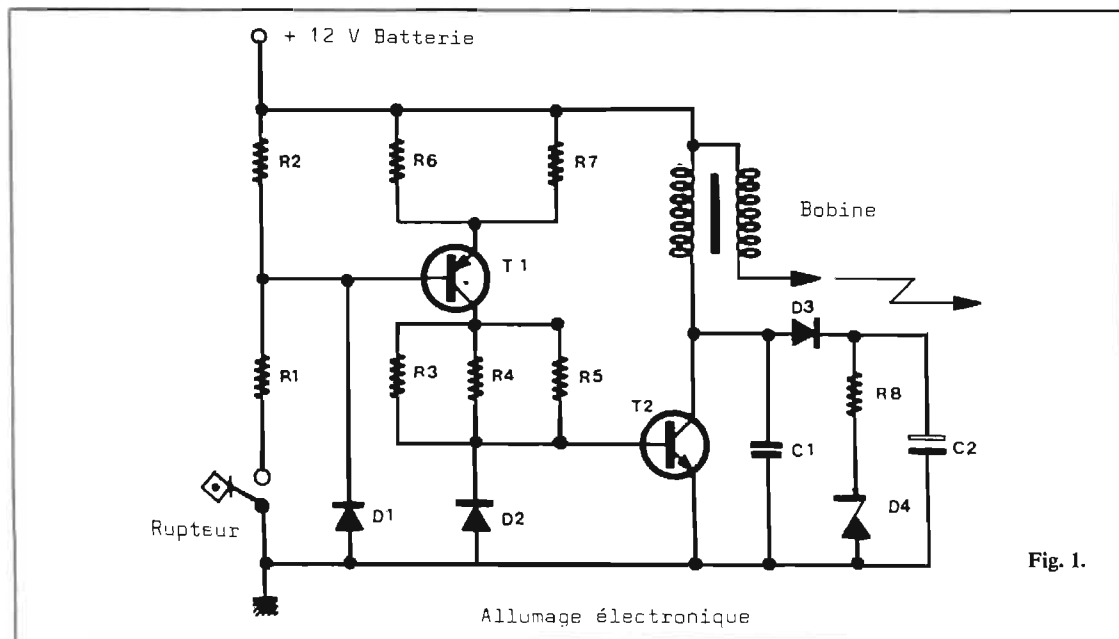 + 12 V Batterie
R2
R6
R7
Bobine
T1
D3
R1
R3
R4
R5
R8
T2
C1
C2
Rupteur
D1
D2
D4
Fig. 1.
Allumage électronique